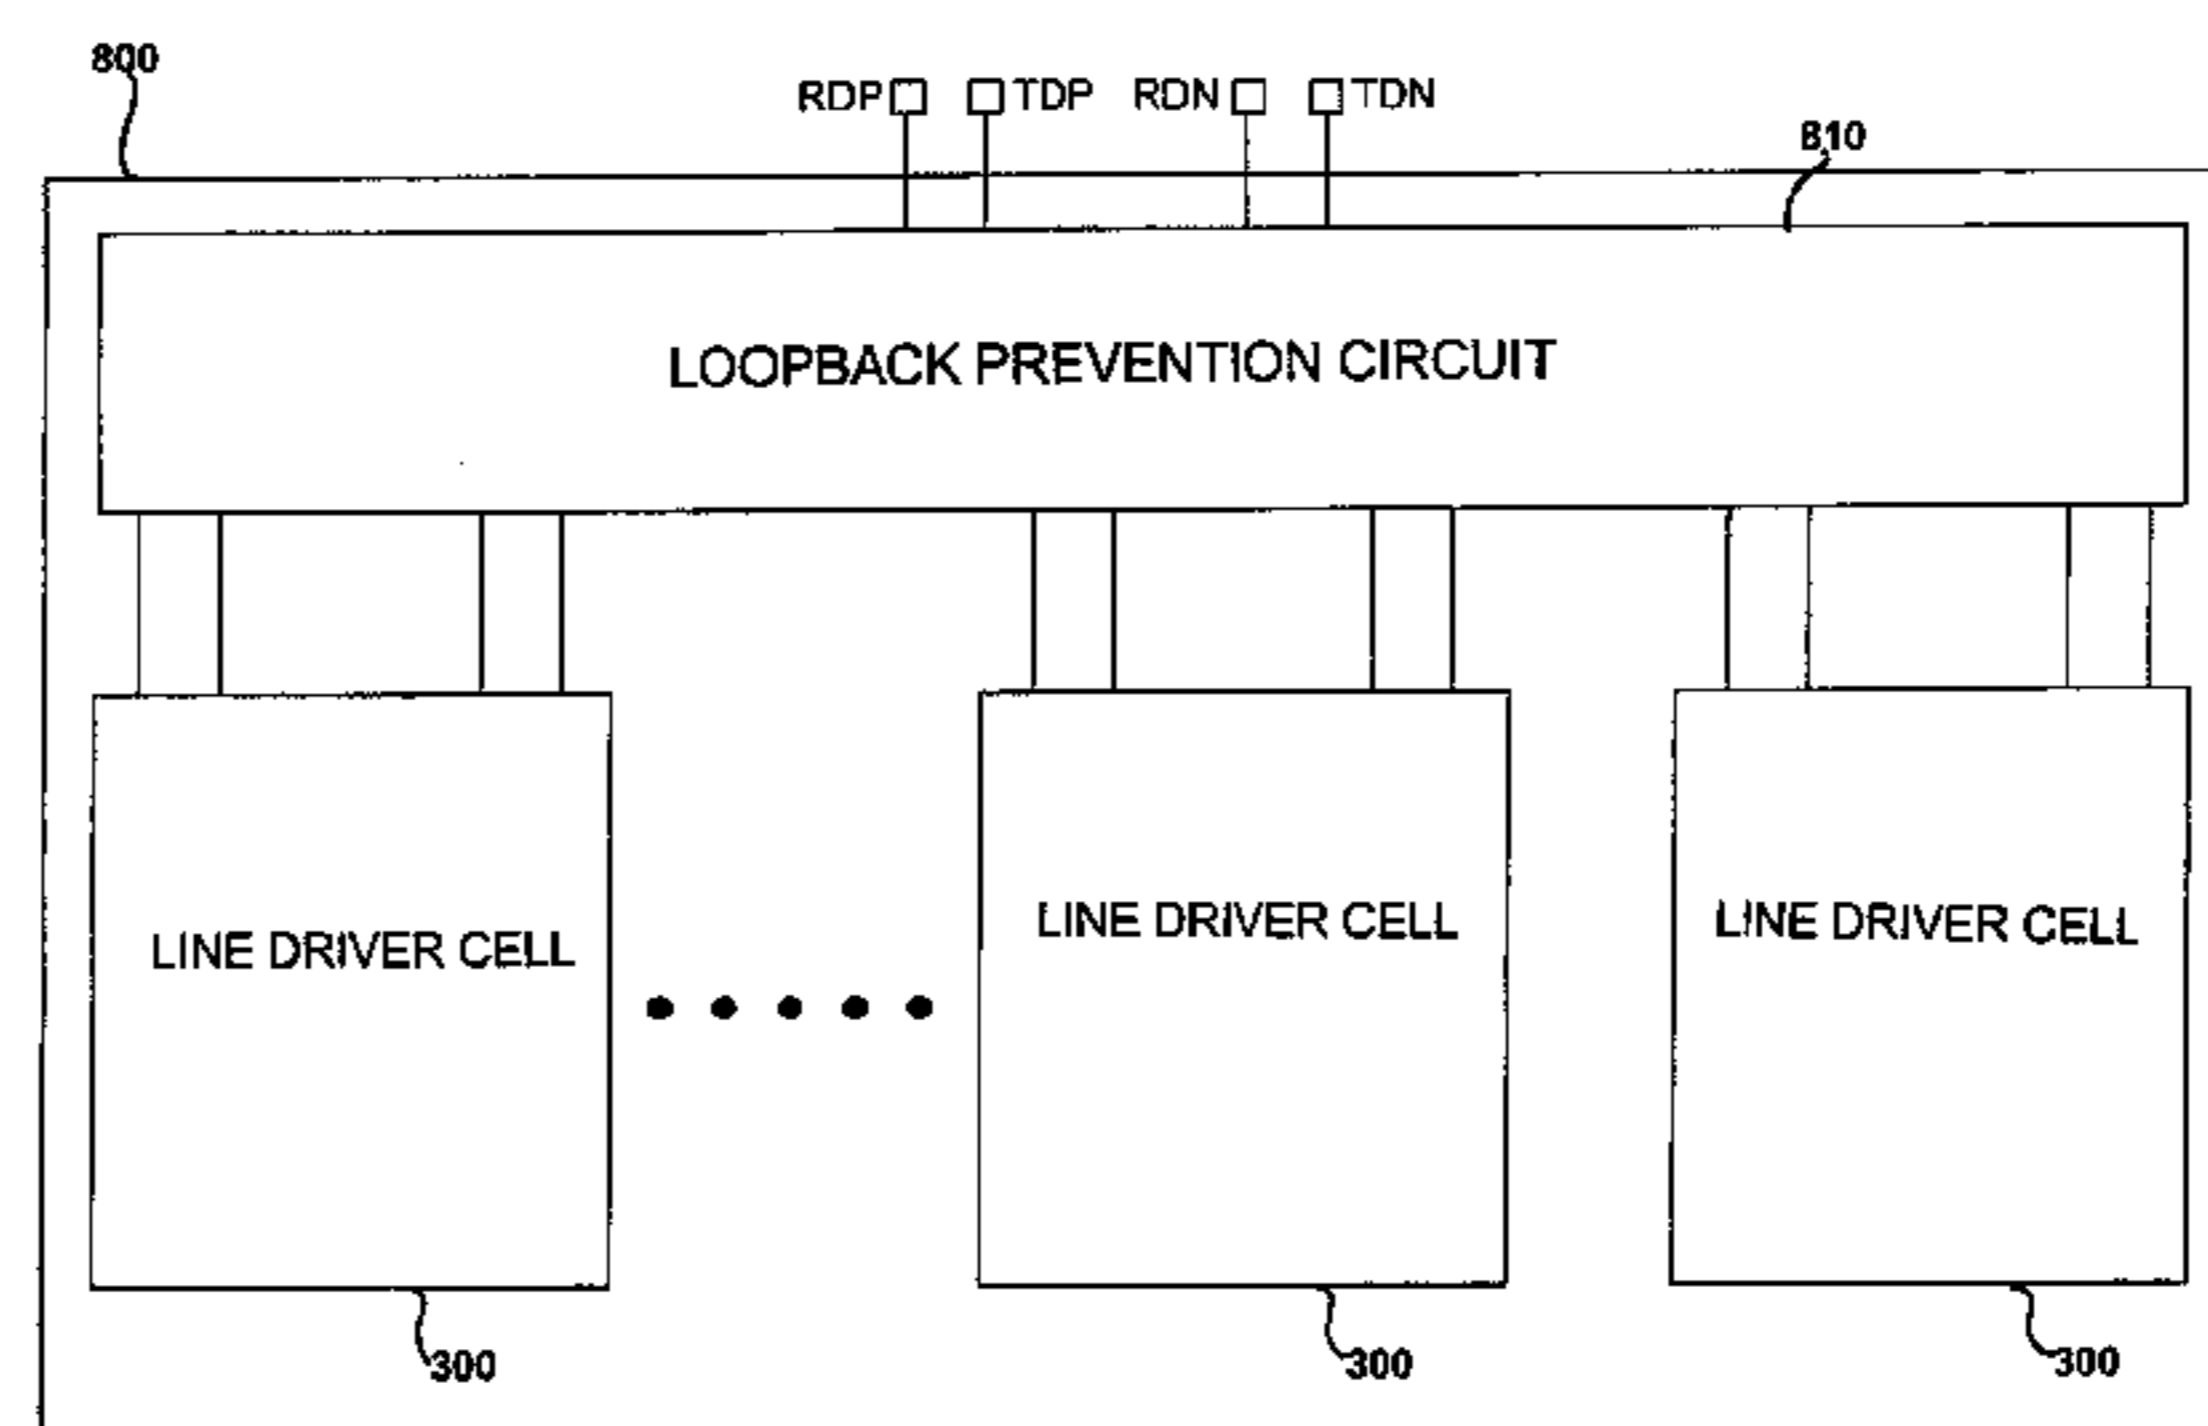 800
RDP TDP RDN TDN
810
LOOPBACK PREVENTION CIRCUIT
LINE DRIVER CELL
LINE DRIVER CELL
LINE DRIVER CELL
300
300
300